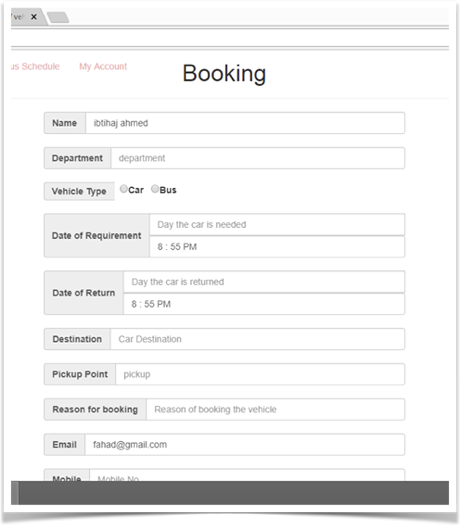 us Schedule My Account
Booking
Name ibtihaj ahmed
Department department
Vehicle Type Car Bus
Date of Requirement Day the car is needed
8 : 55 PM
Date of Return Day the car is returned
8 : 55 PM
Destination Car Destination
Pickup Point pickup
Reason for booking Reason of booking the vehicle
Email fahad@gmail.com
Mobile Mobile No